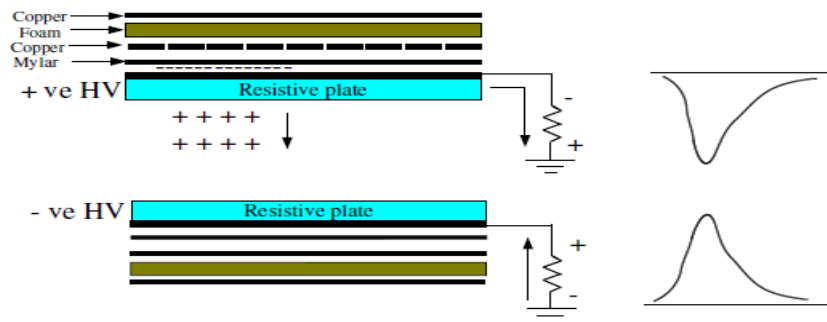 Copper
Foam
Copper
Mylar
+ ve HV
Resistive plate
-
+
+ + + +
+ + + +
- ve HV
Resistive plate
+
-